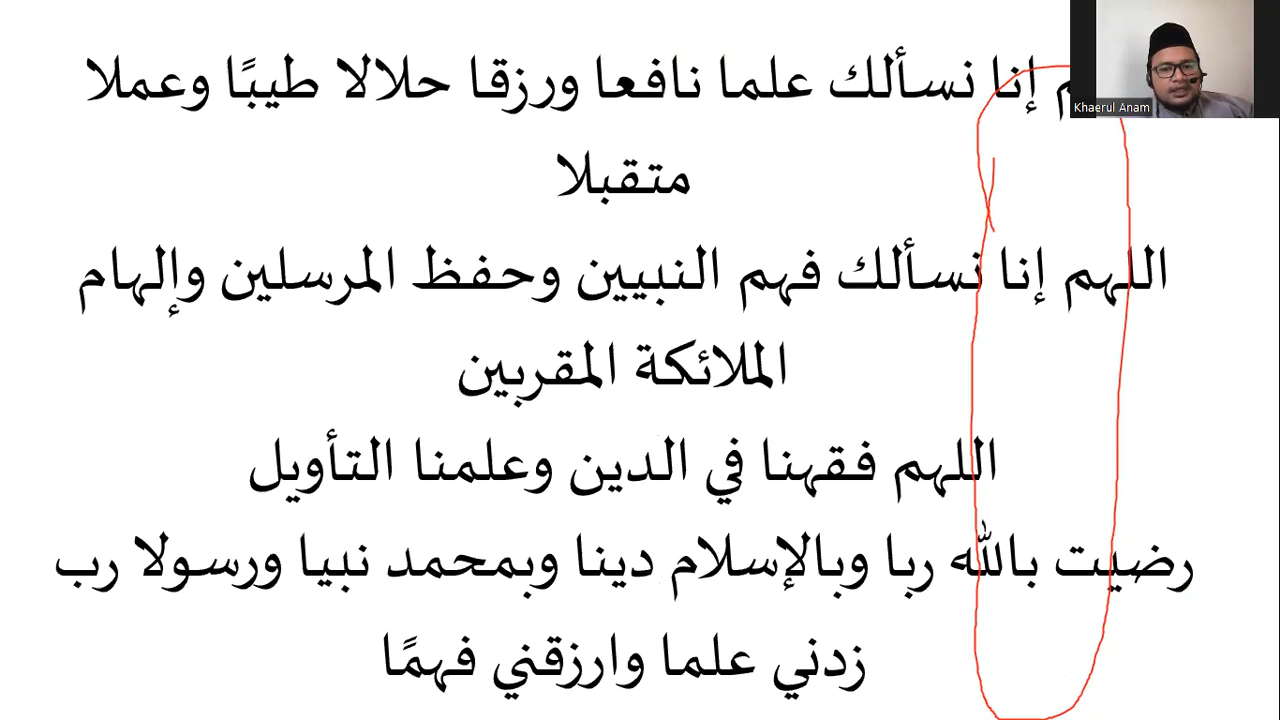 إنا نسألك علما نافعا ورزقا حلالا طيبًا وعملا
متقبلا
اللهم إنا نسألك فهم النبيين وحفظ المرسلين وإلهام
الملائكة المقربين
اللهم فقهنا في الدين وعلمنا التأويل
رضيت بالله ربا وبالإسلام دينا وبمحمد نبيا ورسولا رب
زدني علما وارزقني فهمًا
Khaerul Anam